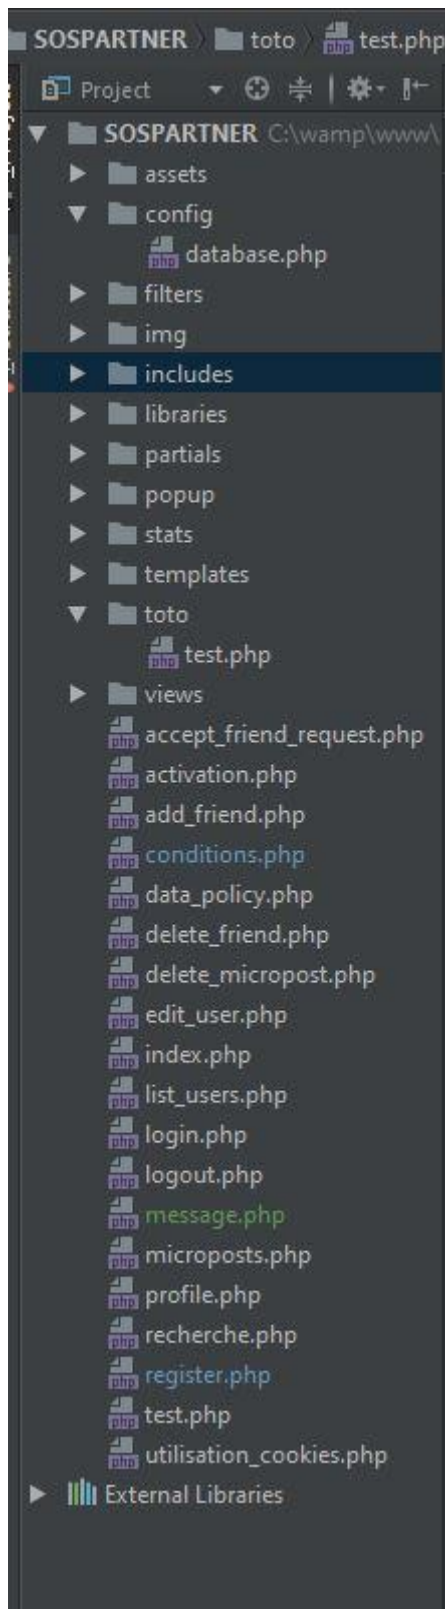 SOSPARTNER toto test.php
Project
SOSPARTNER C:\wamp\www\
assets
config
database.php
filters
img
includes
libraries
partials
popup
stats
templates
toto
test.php
views
accept_friend_request.php
activation.php
add_friend.php
conditions.php
data_policy.php
delete_friend.php
delete_micropost.php
edit_user.php
index.php
list_users.php
login.php
logout.php
message.php
microposts.php
profile.php
recherche.php
register.php
test.php
utilisation_cookies.php
External Libraries